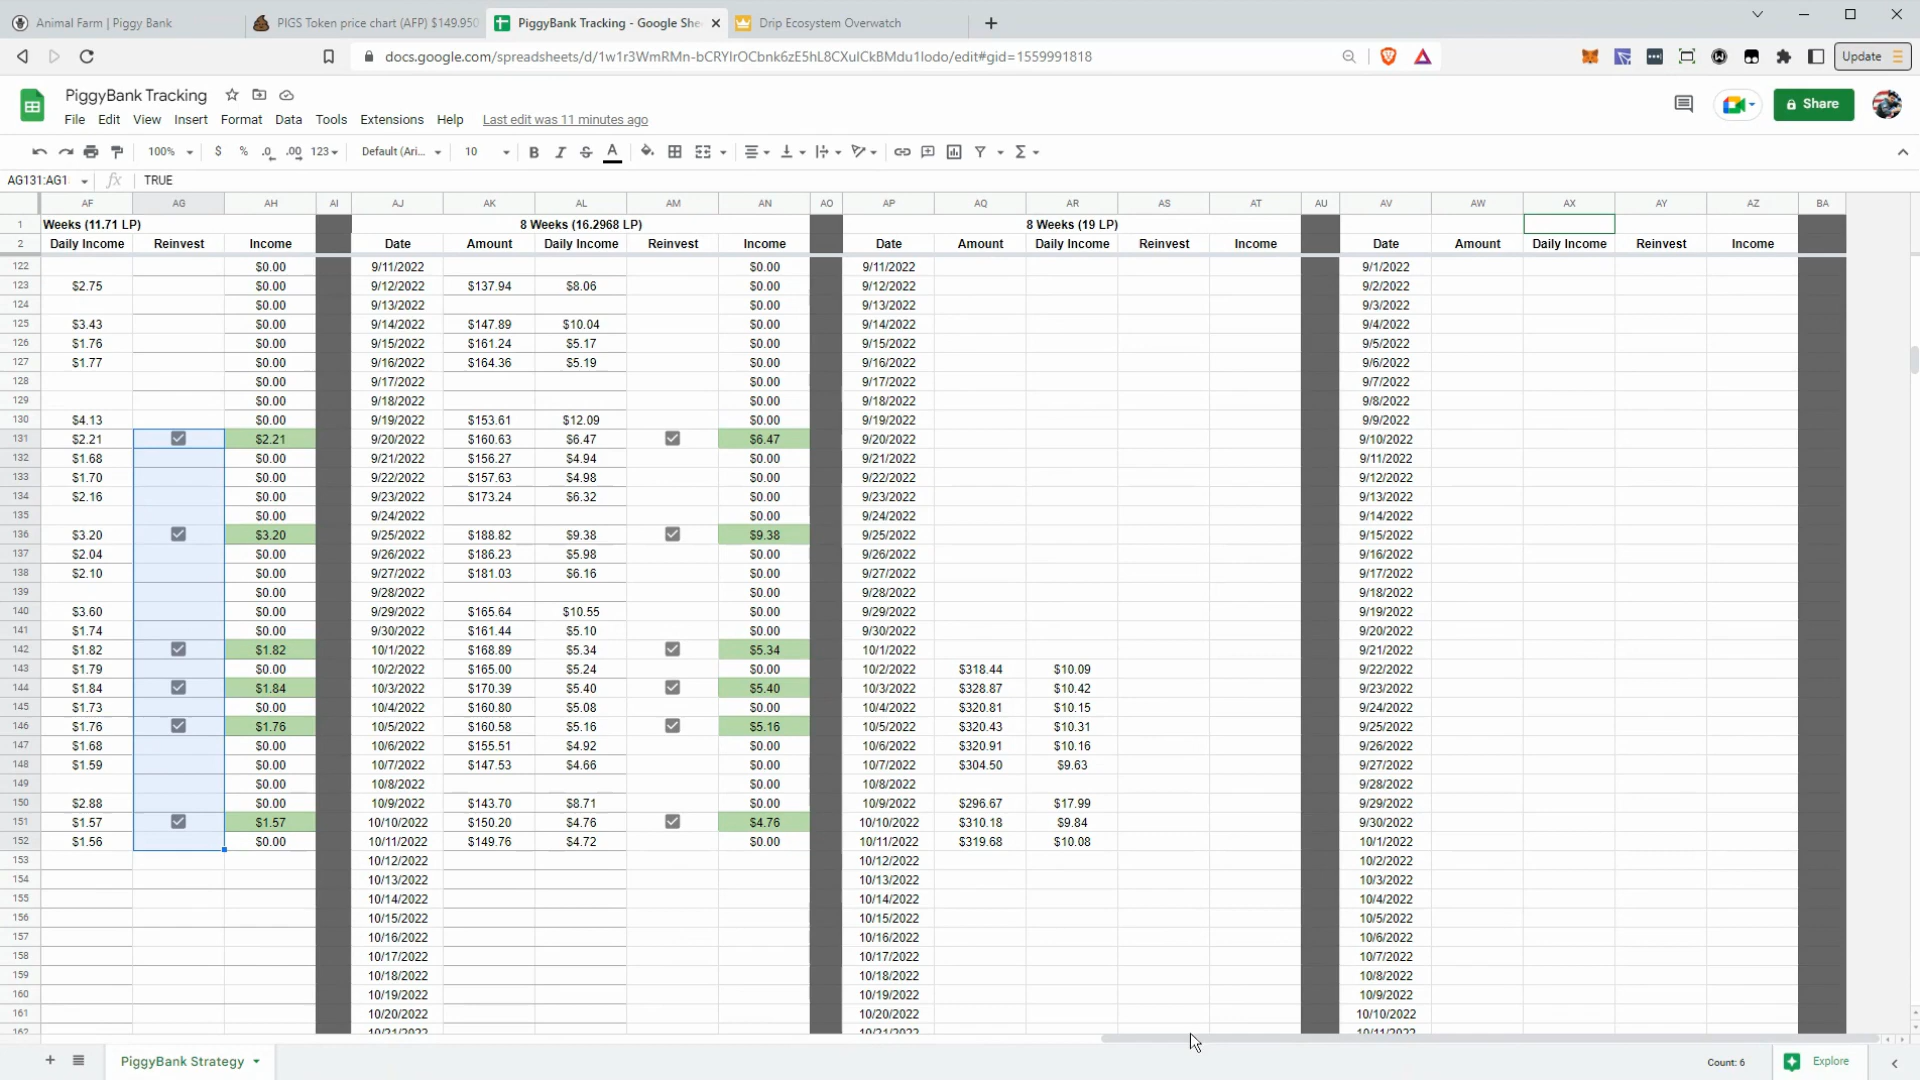 Animal Farm | Piggy Bank
PIGS Token price chart (AFP) $149.950
PiggyBank Tracking - Google She
Drip Ecosystem Overwatch
docs.google.com/spreadsheets/d/1w1r3WmRMn-bCRYIrOCbnk6zE5hL8CXuICkBMdu1lodo/edit#gid=1559991818
Update
PiggyBank Tracking
File Edit View Insert Format Data Tools Extensions Help Last edit was 11 minutes ago
Share
100% $ % .0 .00 123 Default (Ari... 10 B I S A
AG131:AG1 fx TRUE
AF AG AH AI AJ AK AL AM AN AO AP AQ AR AS AT AU AV AW AX AY AZ BA
1 Weeks (11.71 LP) 8 Weeks (16.2968 LP) 8 Weeks (19 LP)
2 Daily Income Reinvest Income Date Amount Daily Income Reinvest Income Date Amount Daily Income Reinvest Income Date Amount Daily Income Reinvest Income
122 $0.00 9/11/2022 $0.00 9/11/2022 9/1/2022
123 $2.75 $0.00 9/12/2022 $137.94 $8.06 $0.00 9/12/2022 9/2/2022
124 $0.00 9/13/2022 $0.00 9/13/2022 9/3/2022
125 $3.43 $0.00 9/14/2022 $147.89 $10.04 $0.00 9/14/2022 9/4/2022
126 $1.76 $0.00 9/15/2022 $161.24 $5.17 $0.00 9/15/2022 9/5/2022
127 $1.77 $0.00 9/16/2022 $164.36 $5.19 $0.00 9/16/2022 9/6/2022
128 $0.00 9/17/2022 $0.00 9/17/2022 9/7/2022
129 $0.00 9/18/2022 $0.00 9/18/2022 9/8/2022
130 $4.13 $0.00 9/19/2022 $153.61 $12.09 $0.00 9/19/2022 9/9/2022
131 $2.21 $2.21 9/20/2022 $160.63 $6.47 $6.47 9/20/2022 9/10/2022
132 $1.68 $0.00 9/21/2022 $156.27 $4.94 $0.00 9/21/2022 9/11/2022
133 $1.70 $0.00 9/22/2022 $157.63 $4.98 $0.00 9/22/2022 9/12/2022
134 $2.16 $0.00 9/23/2022 $173.24 $6.32 $0.00 9/23/2022 9/13/2022
135 $0.00 9/24/2022 $0.00 9/24/2022 9/14/2022
136 $3.20 $3.20 9/25/2022 $188.82 $9.38 $9.38 9/25/2022 9/15/2022
137 $2.04 $0.00 9/26/2022 $186.23 $5.98 $0.00 9/26/2022 9/16/2022
138 $2.10 $0.00 9/27/2022 $181.03 $6.16 $0.00 9/27/2022 9/17/2022
139 $0.00 9/28/2022 $0.00 9/28/2022 9/18/2022
140 $3.60 $0.00 9/29/2022 $165.64 $10.55 $0.00 9/29/2022 9/19/2022
141 $1.74 $0.00 9/30/2022 $161.44 $5.10 $0.00 9/30/2022 9/20/2022
142 $1.82 $1.82 10/1/2022 $168.89 $5.34 $5.34 10/1/2022 9/21/2022
143 $1.79 $0.00 10/2/2022 $165.00 $5.24 $0.00 10/2/2022 $318.44 $10.09 9/22/2022
144 $1.84 $1.84 10/3/2022 $170.39 $5.40 $5.40 10/3/2022 $328.87 $10.42 9/23/2022
145 $1.73 $0.00 10/4/2022 $160.80 $5.08 $0.00 10/4/2022 $320.81 $10.15 9/24/2022
146 $1.76 $1.76 10/5/2022 $160.58 $5.16 $5.16 10/5/2022 $320.43 $10.31 9/25/2022
147 $1.68 $0.00 10/6/2022 $155.51 $4.92 $0.00 10/6/2022 $320.91 $10.16 9/26/2022
148 $1.59 $0.00 10/7/2022 $147.53 $4.66 $0.00 10/7/2022 $304.50 $9.63 9/27/2022
149 $0.00 10/8/2022 $0.00 10/8/2022 9/28/2022
150 $2.88 $0.00 10/9/2022 $143.70 $8.71 $0.00 10/9/2022 $296.67 $17.99 9/29/2022
151 $1.57 $1.57 10/10/2022 $150.20 $4.76 $4.76 10/10/2022 $310.18 $9.84 9/30/2022
152 $1.56 $0.00 10/11/2022 $149.76 $4.72 $0.00 10/11/2022 $319.68 $10.08 10/1/2022
153 10/12/2022 10/12/2022 10/2/2022
154 10/13/2022 10/13/2022 10/3/2022
155 10/14/2022 10/14/2022 10/4/2022
156 10/15/2022 10/15/2022 10/5/2022
157 10/16/2022 10/16/2022 10/6/2022
158 10/17/2022 10/17/2022 10/7/2022
159 10/18/2022 10/18/2022 10/8/2022
160 10/19/2022 10/19/2022 10/9/2022
161 10/20/2022 10/20/2022 10/10/2022
162 10/21/2022 10/21/2022 10/11/2022
PiggyBank Strategy Count: 6 Explore